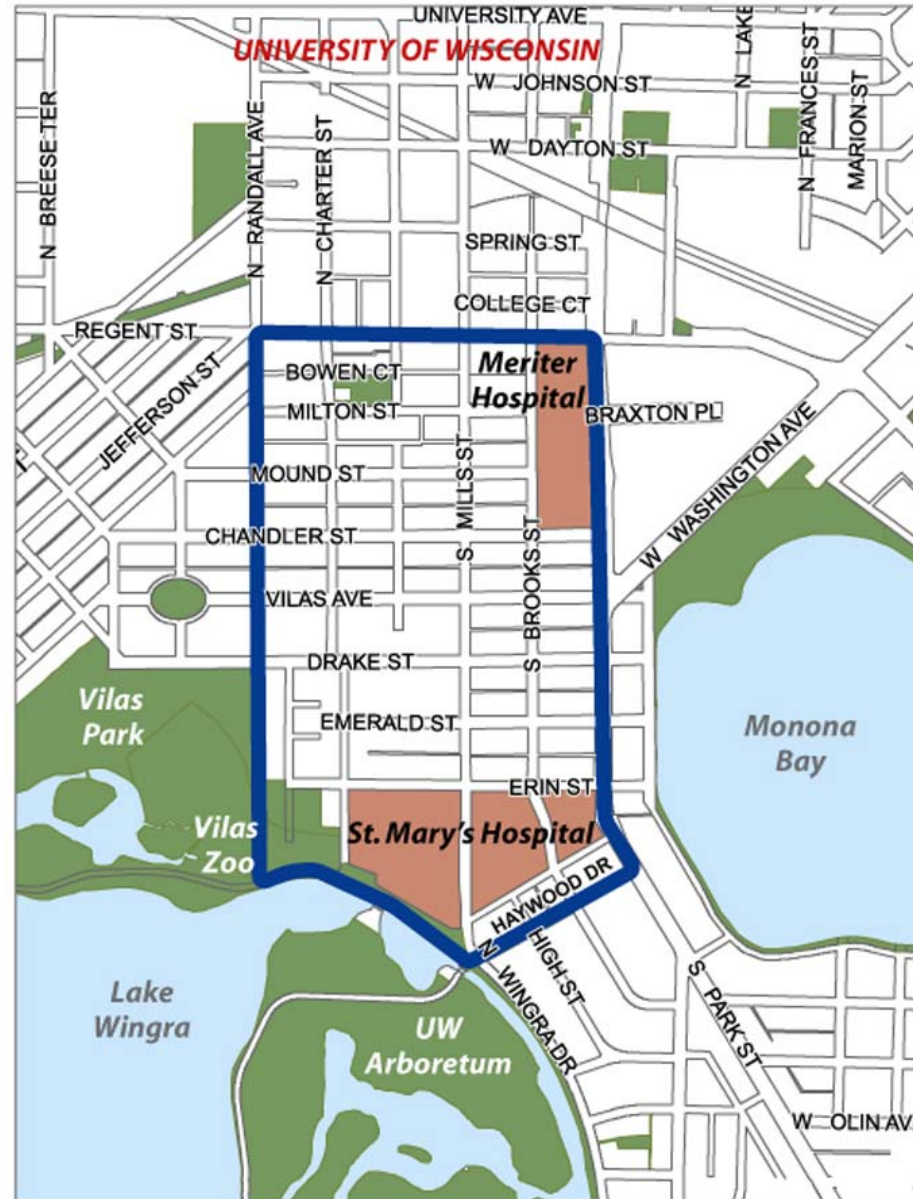 UNIVERSITY AVE
UNIVERSITY OF WISCONSIN
W JOHNSON ST
N LAKE
N FRANCES ST
MARION ST
N BREESE TER
N RANDALL AVE
N CHARTER ST
W DAYTON ST
SPRING ST
COLLEGE CT
REGENT ST
JEFFERSON ST
BOWEN CT
Meriter
Hospital
MILTON ST
BRAXTON PL
W WASHINGTON AVE
MOUND ST
S MILLS ST
CHANDLER ST
S BROOKS ST
VILAS AVE
DRAKE ST
Vilas
Park
EMERALD ST
Monona
Bay
ERIN ST
Vilas
Zoo
St. Mary's Hospital
HAYWOOD DR
HIGH ST
N WINGRA DR
S PARK ST
Lake
Wingra
UW
Arboretum
W OLIN AV